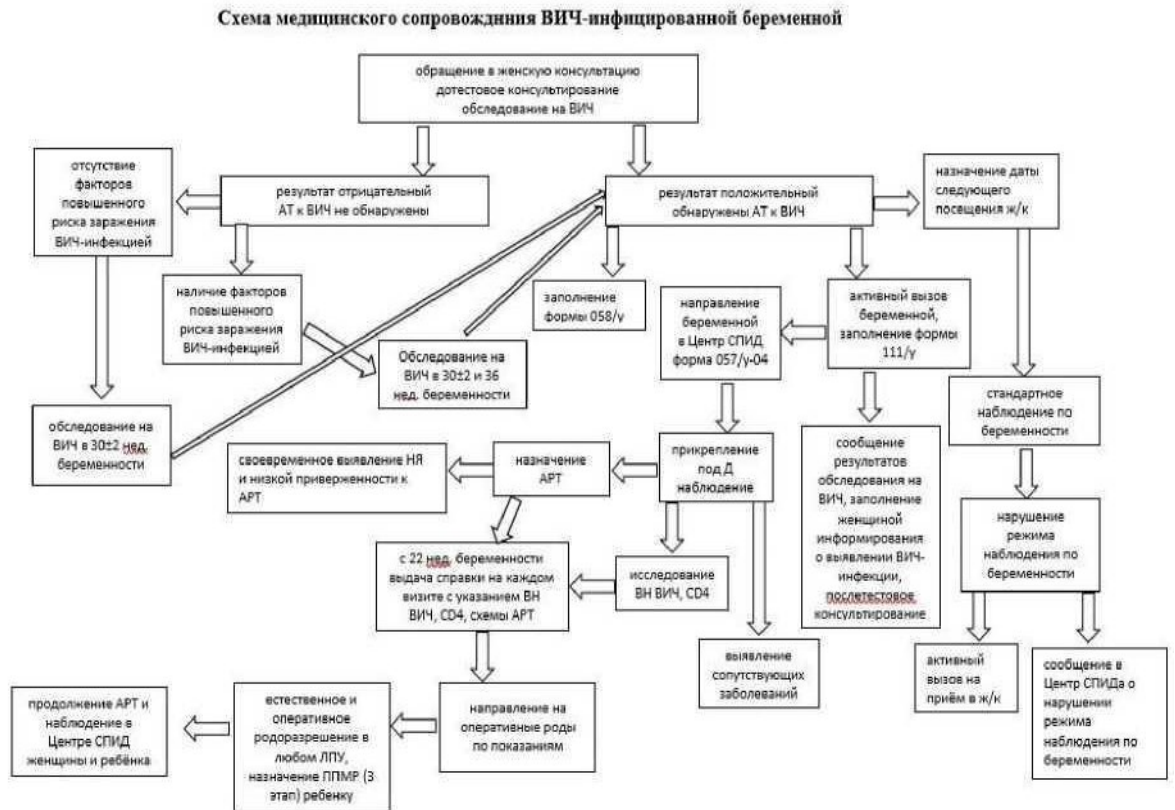 Схема медицинского сопровожднния ВИЧ-инфицированной беременной
обращение в женскую консультацию
дотестовое консультирование
обследование на ВИЧ
отсутствие
факторов
повышенного
риска заражения
ВИЧ-инфекцией
результат отрицательный
АТ к ВИЧ не обнаружены
результат положительный
обнаружены АТ к ВИЧ
назначение даты
следующего
посещения ж/к
наличие факторов
повышенного
риска заражения
ВИЧ-инфекцией
заполнение
формы 058/у
направление
беременной
в Центр СПИД
форма 057/у-04
активный вызов
беременной,
заполнение формы
111/у
Обследование на
ВИЧ в 30±2 и 36
нед. беременности
стандартное
наблюдение по
беременности
обследование на
ВИЧ в 30±2 нед.
беременности
своевременное выявление НЯ
и низкой приверженности к
АРТ
назначение
АРТ
прикрепление
под Д
наблюдение
сообщение
результатов
обследования на
ВИЧ, заполнение
женщиной
информирования
о выявлении ВИЧ-
инфекции,
послетестовое
консультирование
нарушение
режима
наблюдения по
беременности
с 22 нед. беременности
выдача справки на каждом
визите с указанием ВН
ВИЧ, CD4, схемы АРТ
исследование
ВН ВИЧ, CD4
выявление
сопутствующих
заболеваний
активный
вызов на
приём в ж/к
сообщение в
Центр СПИДа о
нарушении
режима
наблюдения по
беременности
продолжение АРТ и
наблюдение в
Центре СПИД
женщины и ребёнка
естественное и
оперативное
родоразрешение в
любом ЛПУ,
назначение ППМР (3
этап) ребенку
направление на
оперативные роды
по показаниям